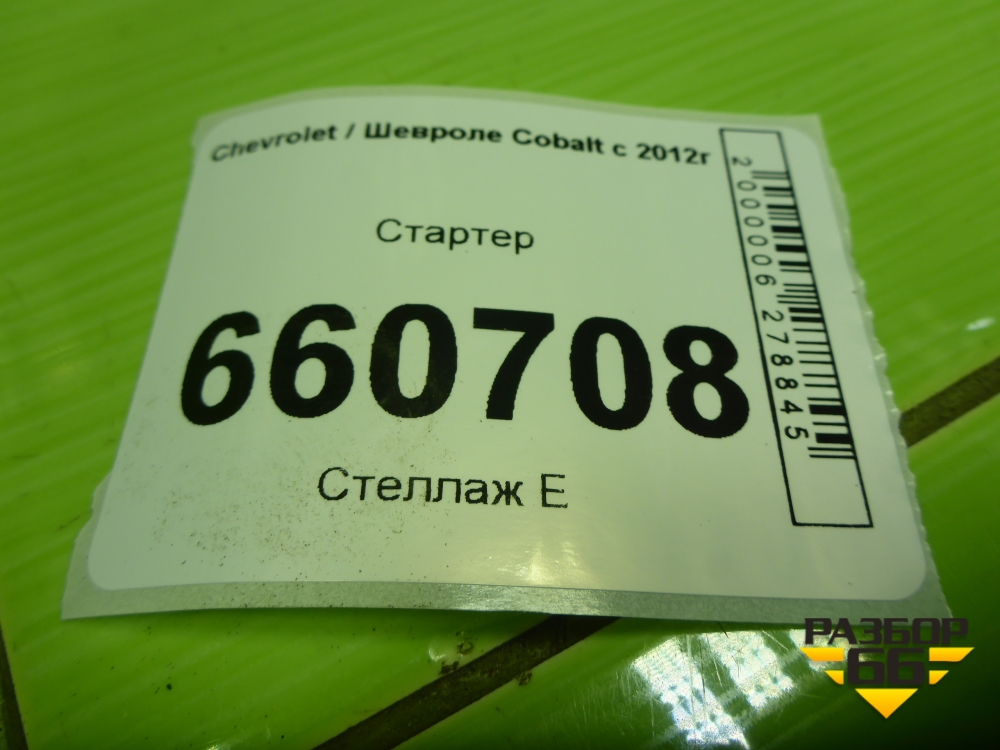 Chevrolet / Шевроле Cobalt с 2012г
Стартер
660708
Стеллаж Е
2000006278845
РАЗБОР
66